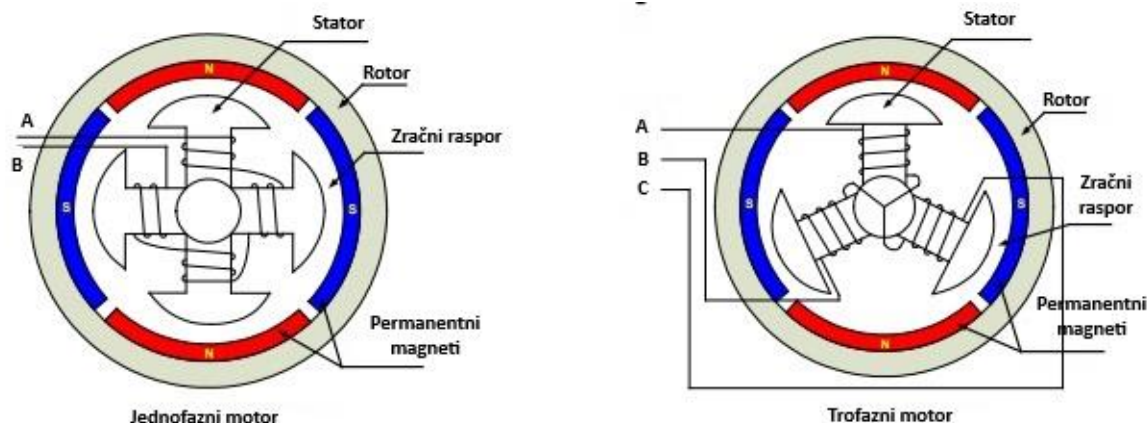 Stator
Rotor
A
B
Zračni raspor
N
S
S
N
Permanentni
magneti
Jednofazni motor
Stator
Rotor
A
B
C
Zračni
raspor
N
S
S
N
Permanentni
magneti
Trofazni motor